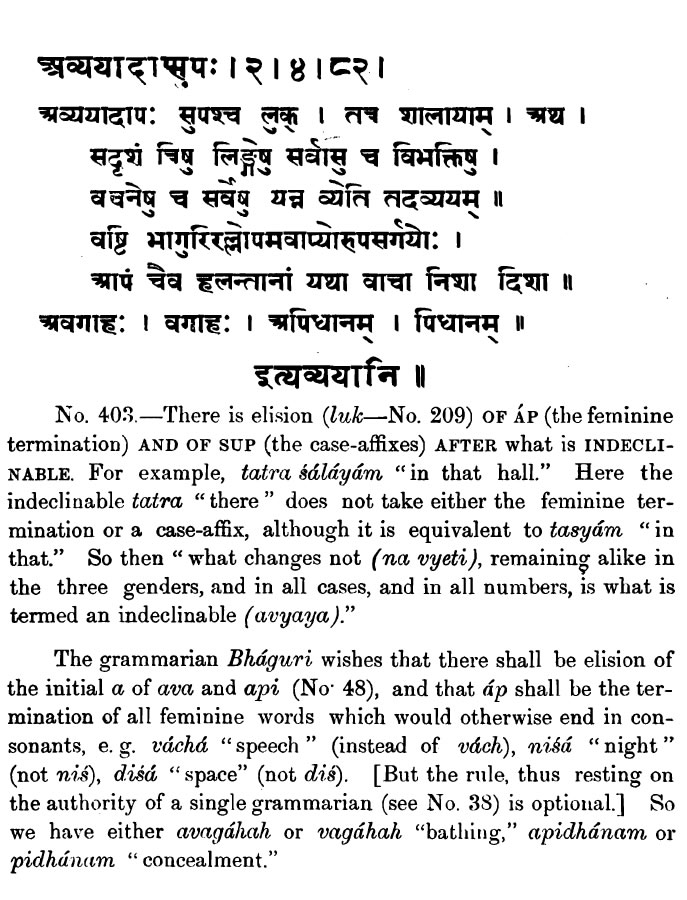 अव्ययादाप्सुपः । २ । ४ । ८२ ।
अव्ययादापः सुपश्च लुक् । तत्र शालायाम् । अथ ।
सदृशं त्रिषु लिङ्गेषु सर्वासु च विभक्तिषु ।
वचनेषु च सर्वेषु यन्न व्येति तदव्ययम् ॥
वष्टि भागुरिरल्लोपमवाप्योरुपसर्गयोः ।
आपं चैव हलन्तानां यथा वाचा निशा दिशा ॥
अवगाहः । वगाहः । अपिधानम् । पिधानम् ॥
इत्यव्ययानि ॥
No. 403.—There is elision (luk—No. 209) OF ÁP (the feminine
termination) AND OF SUP (the case-affixes) AFTER what is INDECLI-
NABLE. For example, tatra śáláyám “in that hall.” Here the
indeclinable tatra “there” does not take either the feminine ter-
mination or a case-affix, although it is equivalent to tasyám “in
that.” So then “what changes not (na vyeti), remaining alike in
the three genders, and in all cases, and in all numbers, is what is
termed an indeclinable (avyaya).”
The grammarian Bháguri wishes that there shall be elision of
the initial a of ava and api (No· 48), and that áp shall be the ter-
mination of all feminine words which would otherwise end in con-
sonants, e. g. váchá “speech” (instead of vách), niśá “night”
(not niś), diśá “space” (not diś). [But the rule, thus resting on
the authority of a single grammarian (see No. 38) is optional.] So
we have either avagáhah or vagáhah “bathing,” apidhánam or
pidhánam “concealment.”